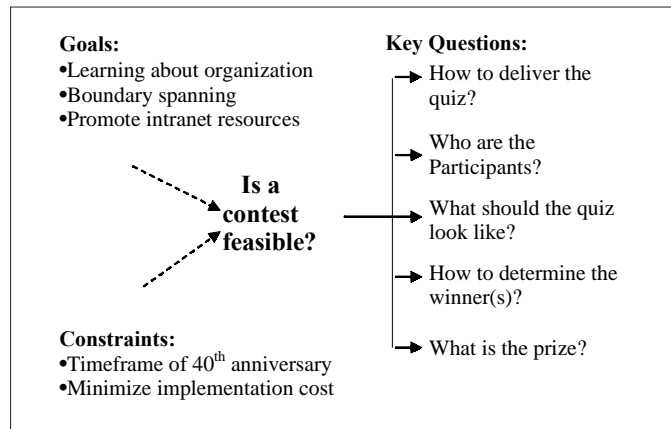 Goals:
•Learning about organization
•Boundary spanning
•Promote intranet resources
Is a
contest
feasible?
Constraints:
•Timeframe of 40th anniversary
•Minimize implementation cost
Key Questions:
How to deliver the
quiz?
Who are the
Participants?
What should the quiz
look like?
How to determine the
winner(s)?
What is the prize?